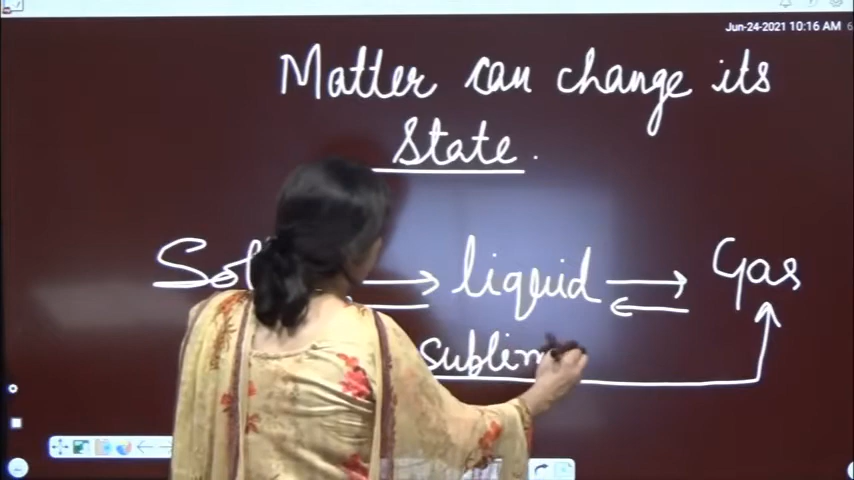 Jun-24-2021 10:16 AM
Matter can change its
State.
liquid Gas